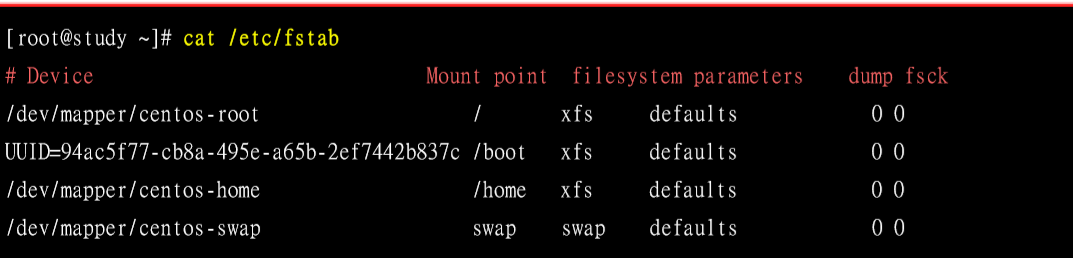 [root@study ~]# cat /etc/fstab
# Device Mount point filesystem parameters dump fsck
/dev/mapper/centos-root / xfs defaults 0 0
UUID=94ac5f77-cb8a-495e-a65b-2ef7442b837c /boot xfs defaults 0 0
/dev/mapper/centos-home /home xfs defaults 0 0
/dev/mapper/centos-swap swap swap defaults 0 0